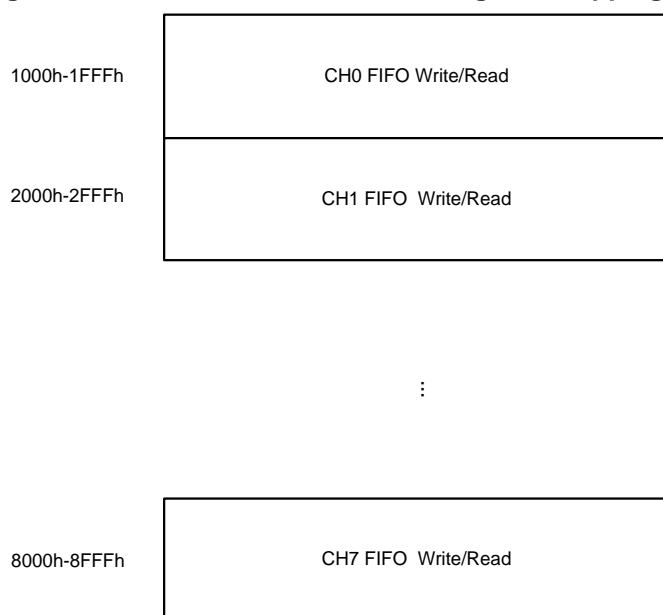 1000h-1FFFh CH0 FIFO Write/Read
2000h-2FFFh CH1 FIFO Write/Read
⋮
8000h-8FFFh CH7 FIFO Write/Read